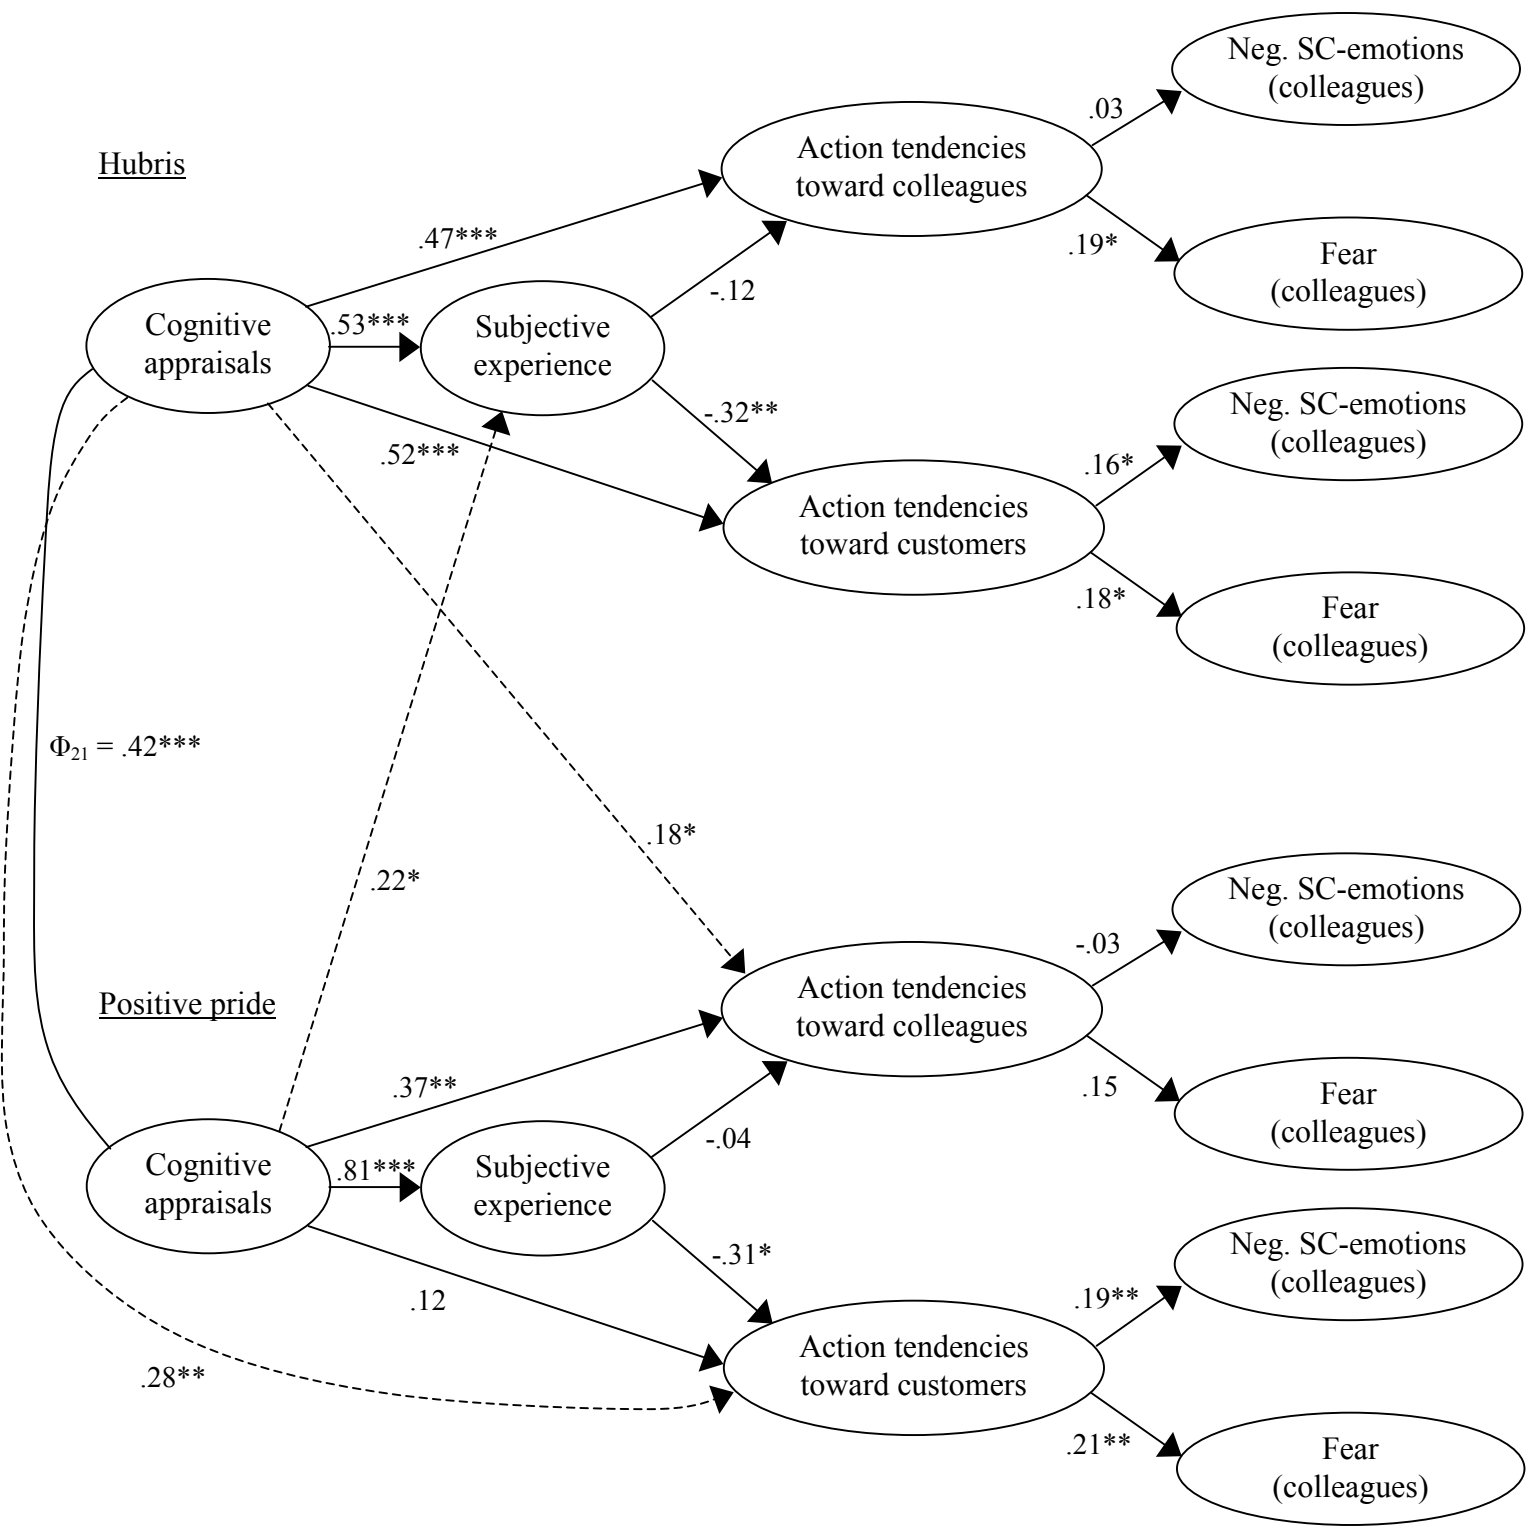 Neg. SC-emotions
(colleagues)
.03
Action tendencies
toward colleagues
Hubris
.47***
.19*
Fear
(colleagues)
-.12
Cognitive
appraisals
.53***
Subjective
experience
-.32**
.52***
Neg. SC-emotions
(colleagues)
.16*
Action tendencies
toward customers
.18*
Fear
(colleagues)
Φ21 = .42***
.18*
.22*
Neg. SC-emotions
(colleagues)
-.03
Action tendencies
toward colleagues
Positive pride
.37**
.15
Fear
(colleagues)
-.04
Cognitive
appraisals
.81***
Subjective
experience
-.31*
.12
Neg. SC-emotions
(colleagues)
.19**
Action tendencies
toward customers
.28**
.21**
Fear
(colleagues)